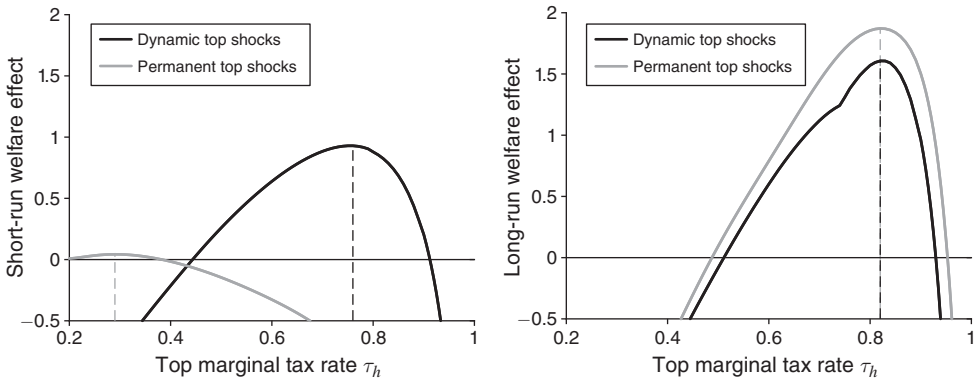 Short-run welfare effect
2
1.5
1
0.5
0
−0.5
Dynamic top shocks
Permanent top shocks
0.2 0.4 0.6 0.8 1
Top marginal tax rate τh
Long-run welfare effect
2
1.5
1
0.5
0
−0.5
Dynamic top shocks
Permanent top shocks
0.2 0.4 0.6 0.8 1
Top marginal tax rate τh